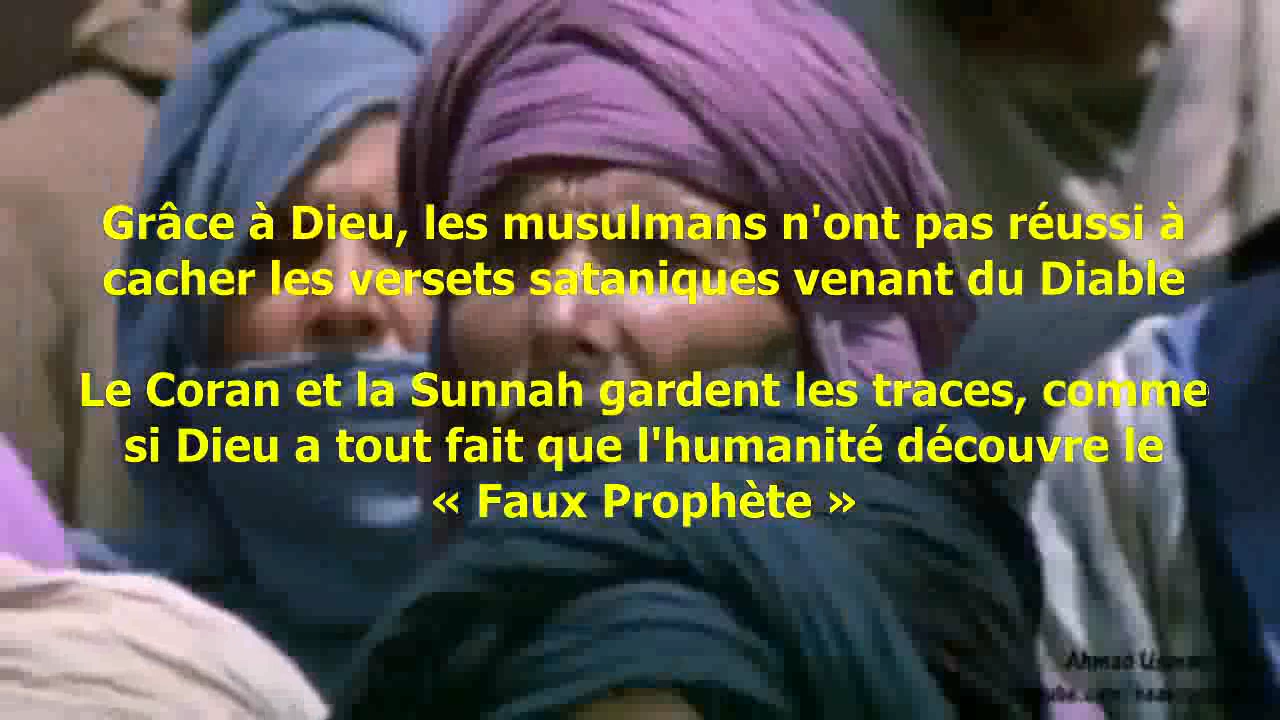 Grâce à Dieu, les musulmans n'ont pas réussi à
cacher les versets sataniques venant du Diable
Le Coran et la Sunnah gardent les traces, comme
si Dieu a tout fait que l'humanité découvre le
« Faux Prophète »
Ahmad